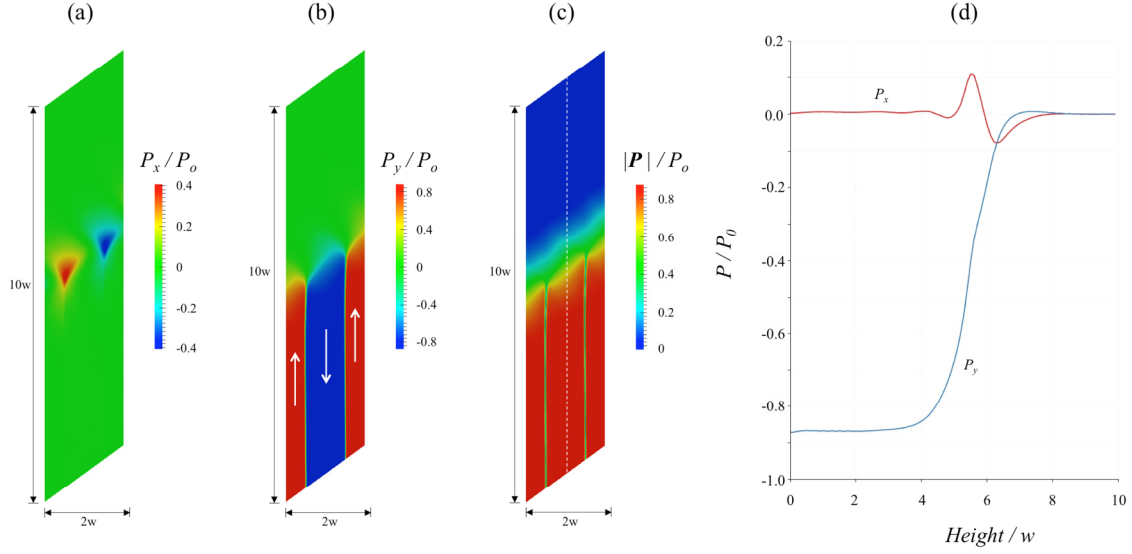 (a)
(b)
(c)
(d)
P_x / P_o
0.4
0.2
0
-0.2
-0.4
10w
2w
P_y / P_o
0.8
0.4
0
-0.4
-0.8
10w
2w
|P| / P_o
0.8
0.6
0.4
0.2
0
10w
2w
0.2
0.0
-0.2
-0.4
-0.6
-0.8
-1.0
P / P_0
P_x
P_y
0 2 4 6 8 10
Height / w